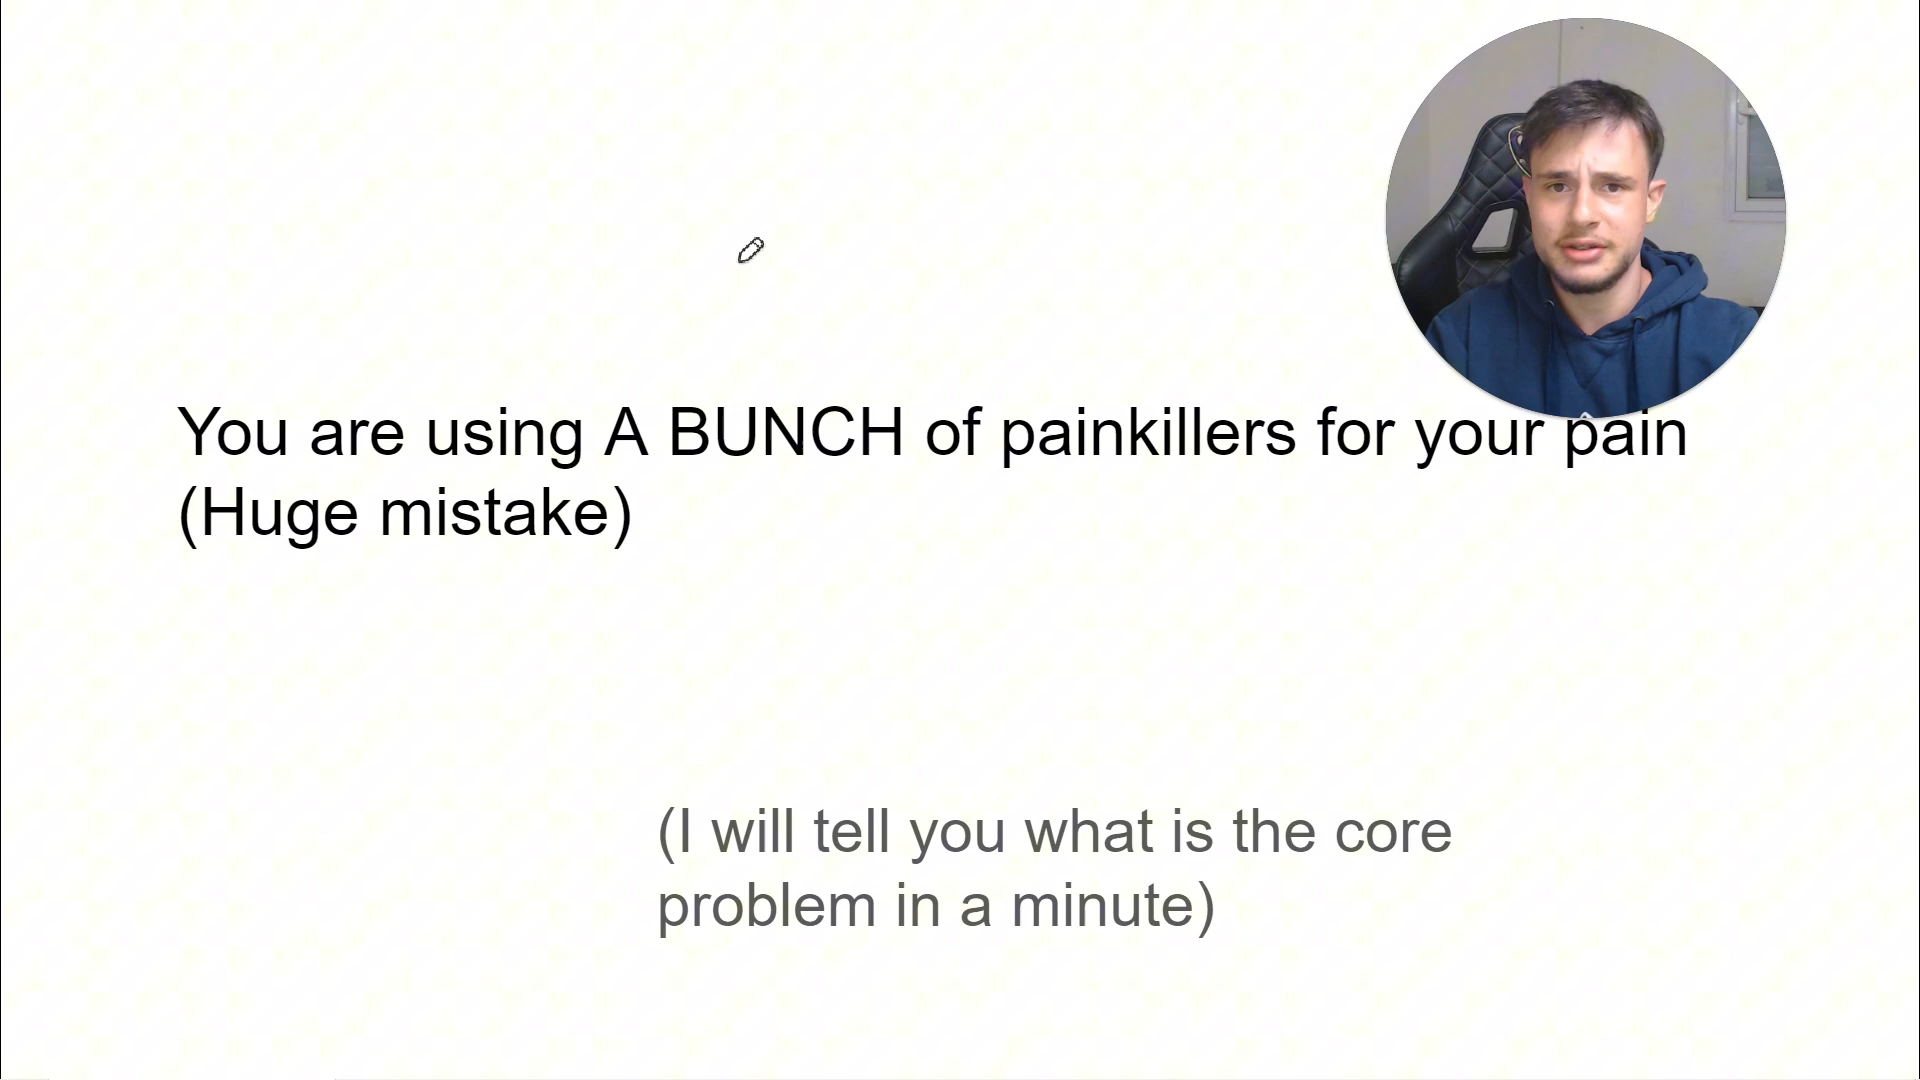 You are using A BUNCH of painkillers for your pain
(Huge mistake)
(I will tell you what is the core
problem in a minute)